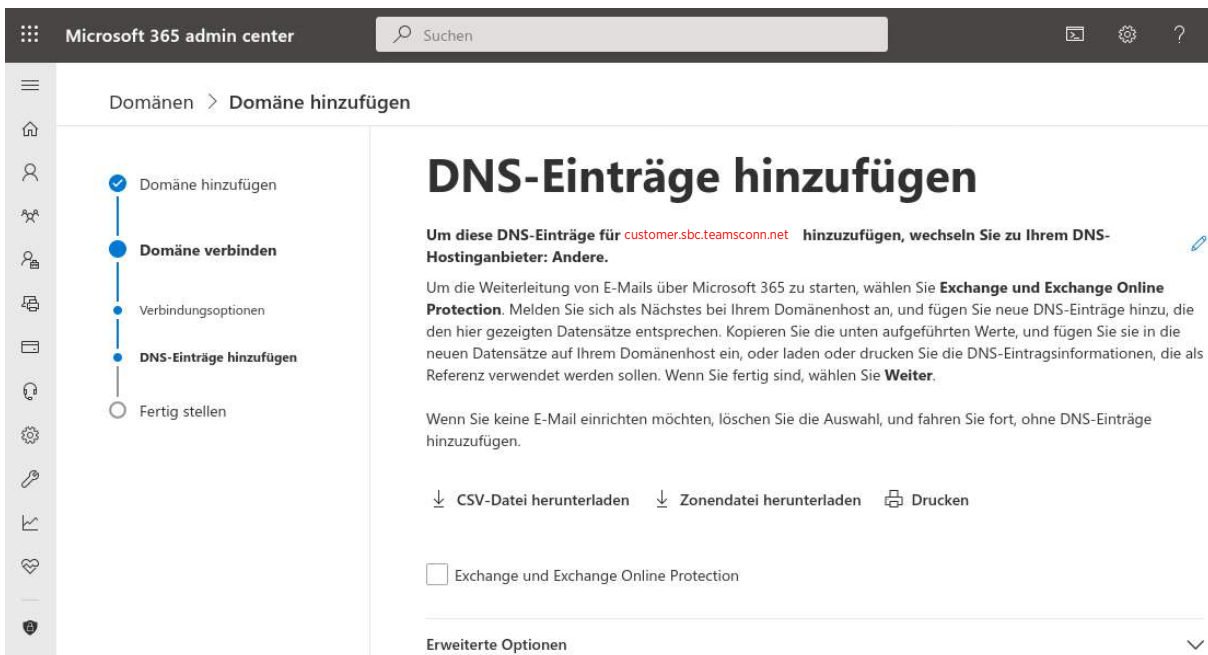 Microsoft 365 admin center
Suchen
Domänen > Domäne hinzufügen
Domäne hinzufügen
Domäne verbinden
Verbindungsoptionen
DNS-Einträge hinzufügen
Fertig stellen
DNS-Einträge hinzufügen
Um diese DNS-Einträge für customer.sbc.teamsconn.net hinzuzufügen, wechseln Sie zu Ihrem DNS-
Hostinganbieter: Andere.
Um die Weiterleitung von E-Mails über Microsoft 365 zu starten, wählen Sie Exchange und Exchange Online
Protection. Melden Sie sich als Nächstes bei Ihrem Domänenhost an, und fügen Sie neue DNS-Einträge hinzu, die
den hier gezeigten Datensätze entsprechen. Kopieren Sie die unten aufgeführten Werte, und fügen Sie sie in die
neuen Datensätze auf Ihrem Domänenhost ein, oder laden oder drucken Sie die DNS-Eintragsinformationen, die als
Referenz verwendet werden sollen. Wenn Sie fertig sind, wählen Sie Weiter.
Wenn Sie keine E-Mail einrichten möchten, löschen Sie die Auswahl, und fahren Sie fort, ohne DNS-Einträge
hinzuzufügen.
CSV-Datei herunterladen Zonendatei herunterladen Drucken
Exchange und Exchange Online Protection
Erweiterte Optionen